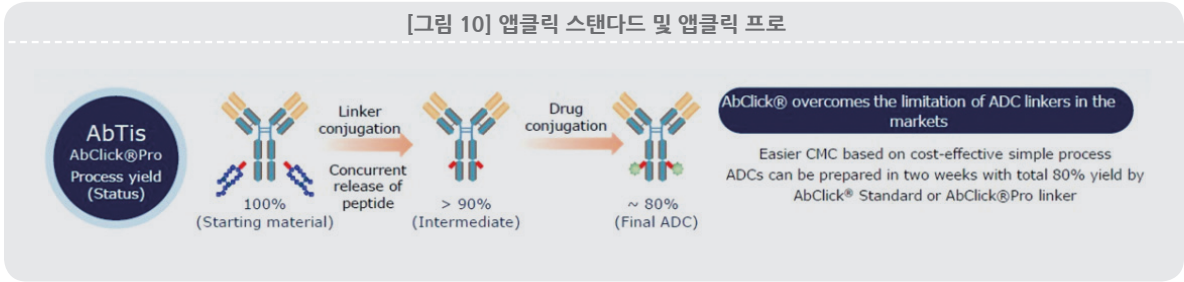 [그림 10] 앱클릭 스탠다드 및 앱클릭 프로
AbTis
AbClick®Pro
Process yield
(Status)
100%
(Starting material)
Linker
conjugation
Concurrent
release of
peptide
> 90%
(Intermediate)
Drug
conjugation
~ 80%
(Final ADC)
AbClick® overcomes the limitation of ADC linkers in the
markets
Easier CMC based on cost-effective simple process
ADCs can be prepared in two weeks with total 80% yield by
AbClick® Standard or AbClick®Pro linker